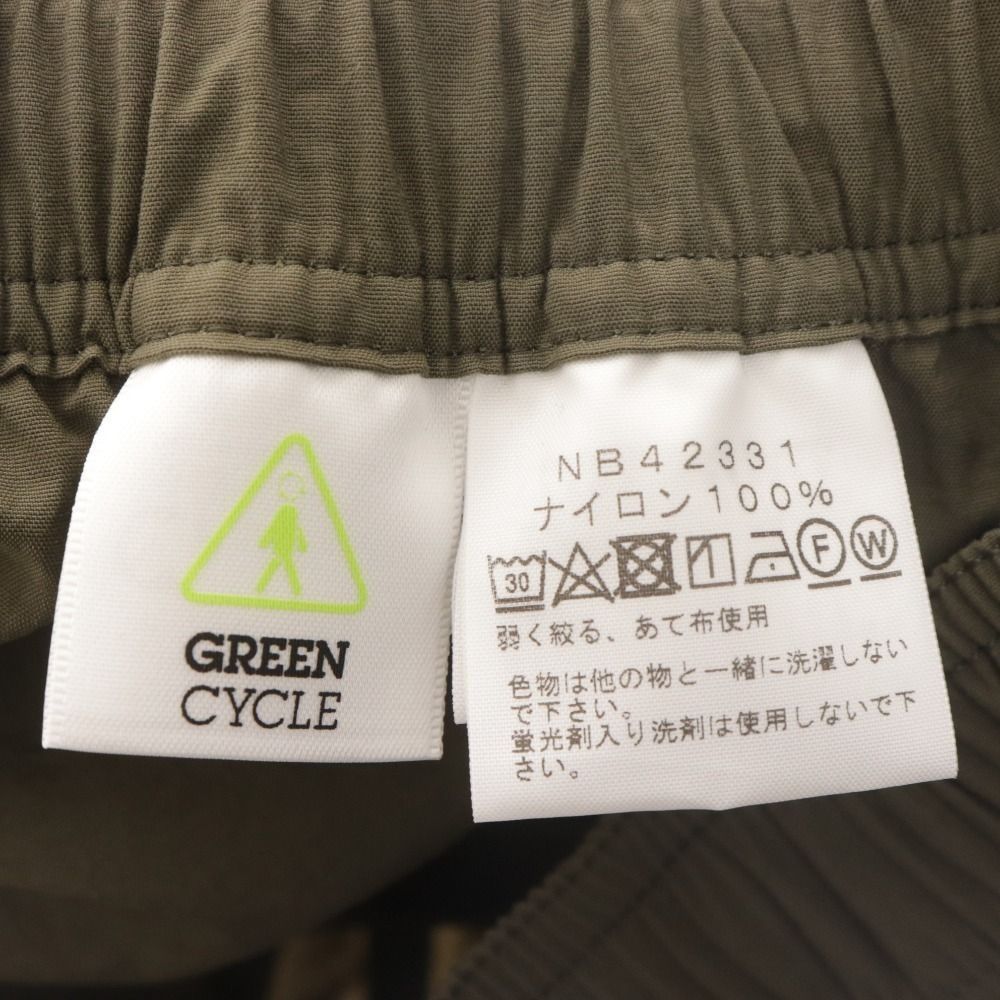 GREEN
CYCLE
NB42331
ナイロン100%
30 F W
弱く絞る、あて布使用
色物は他の物と一緒に洗濯しない
で下さい。
蛍光剤入り洗剤は使用しないで下
さい。